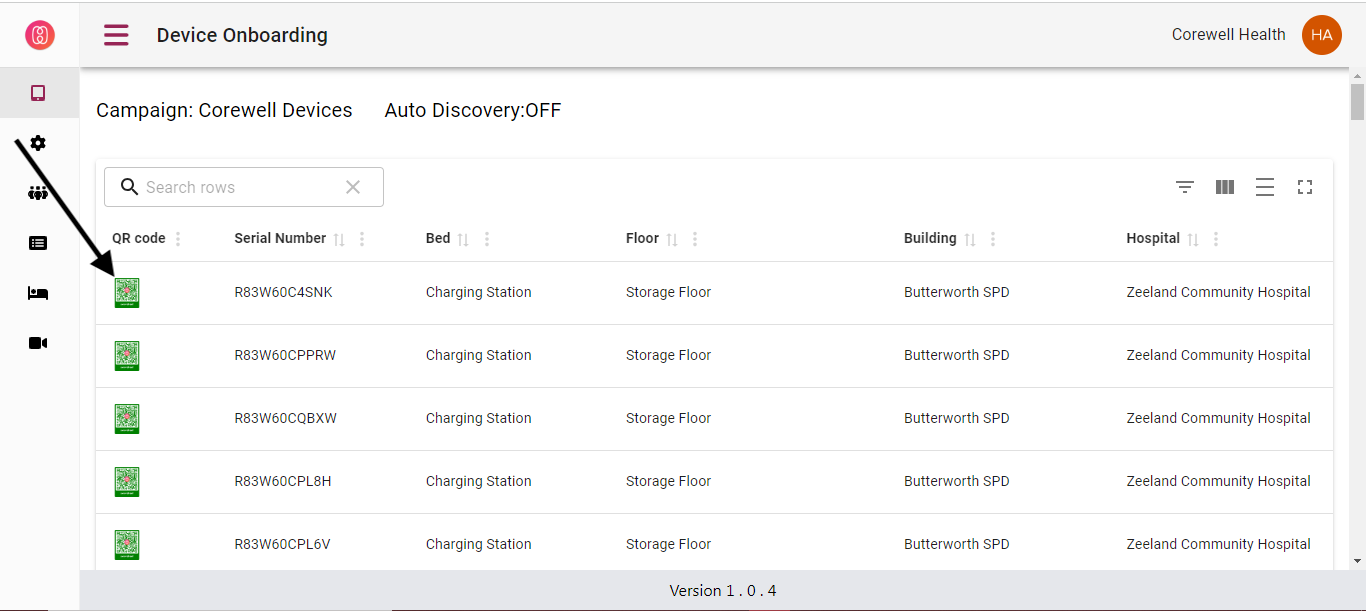 Device Onboarding
Corewell Health
HA
Campaign: Corewell Devices
Auto Discovery:OFF
Search rows
QR code Serial Number Bed Floor Building Hospital
R83W60C4SNK Charging Station Storage Floor Butterworth SPD Zeeland Community Hospital
R83W60CPPRW Charging Station Storage Floor Butterworth SPD Zeeland Community Hospital
R83W60CQBXW Charging Station Storage Floor Butterworth SPD Zeeland Community Hospital
R83W60CPL8H Charging Station Storage Floor Butterworth SPD Zeeland Community Hospital
R83W60CPL6V Charging Station Storage Floor Butterworth SPD Zeeland Community Hospital
Version 1 . 0 . 4